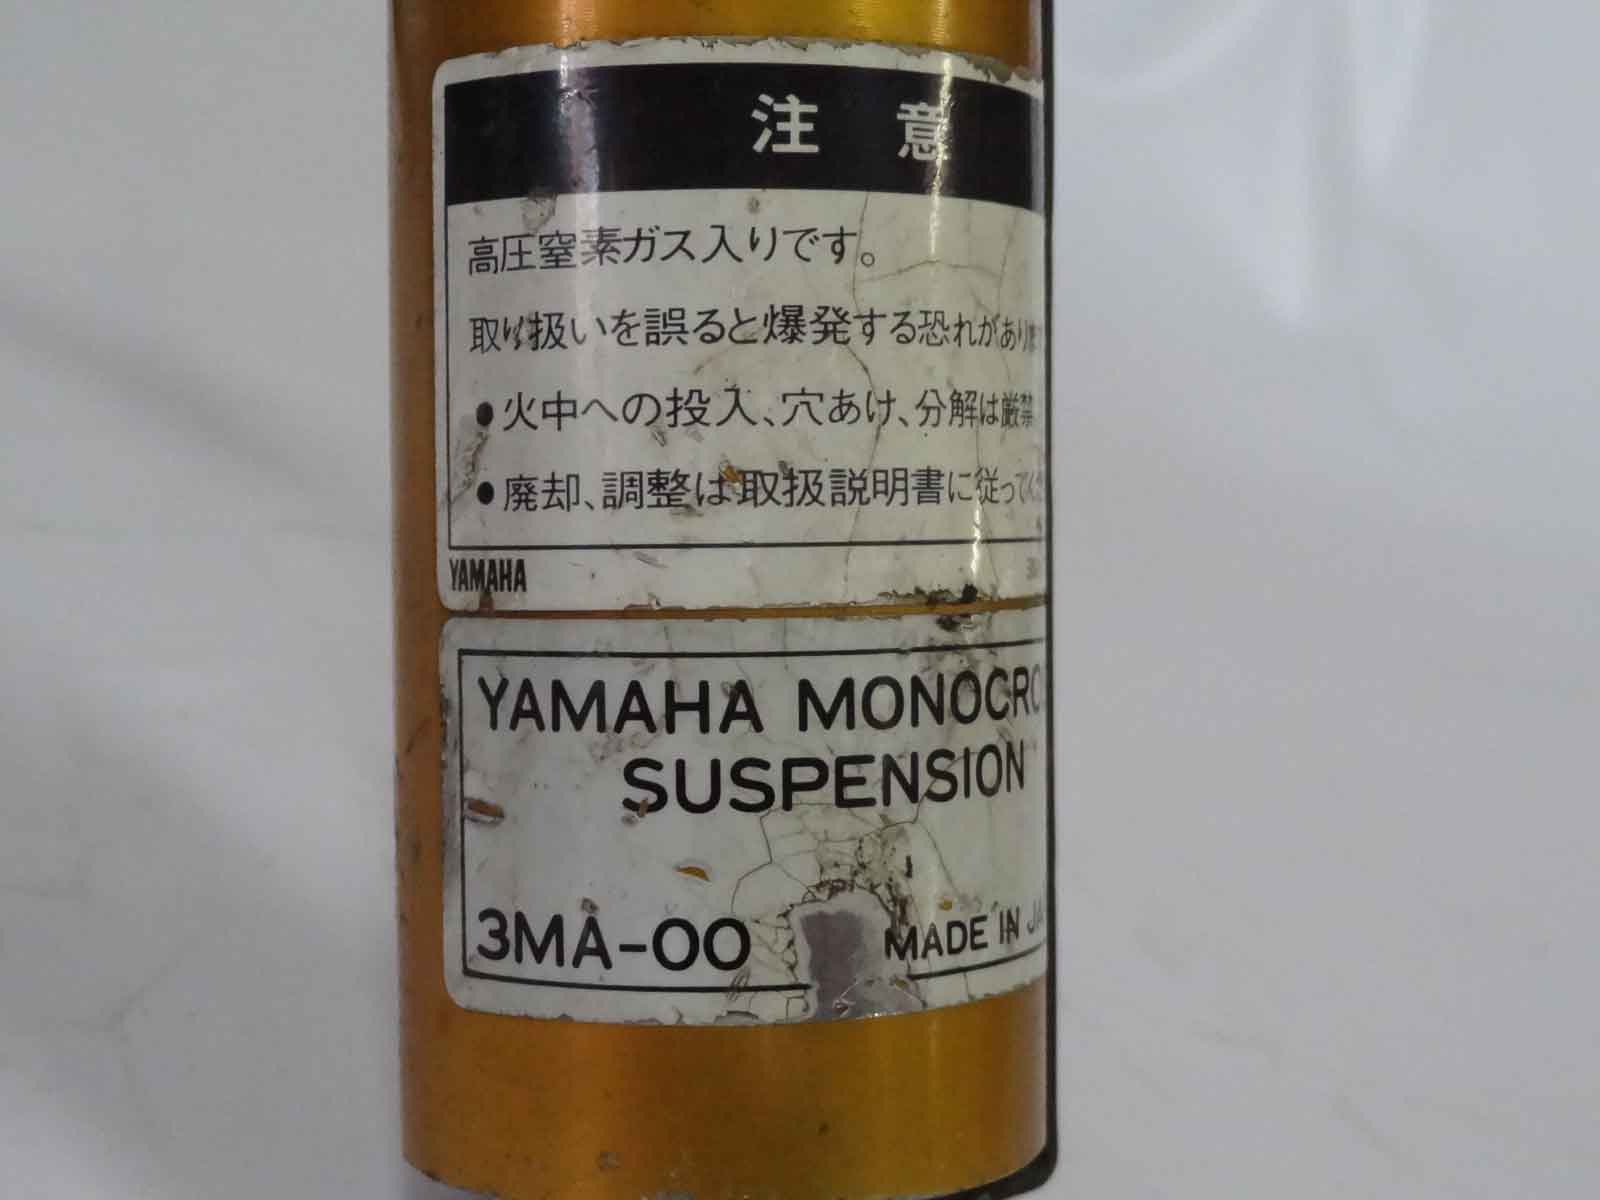 注意
高圧窒素ガス入りです。
取り扱いを誤ると爆発する恐れがあり
●火中への投入、穴あけ、分解は厳禁
●廃却、調整は取扱説明書に従って
YAMAHA
YAMAHA MONOCRO
SUSPENSION
3MA-00 MADE IN JA